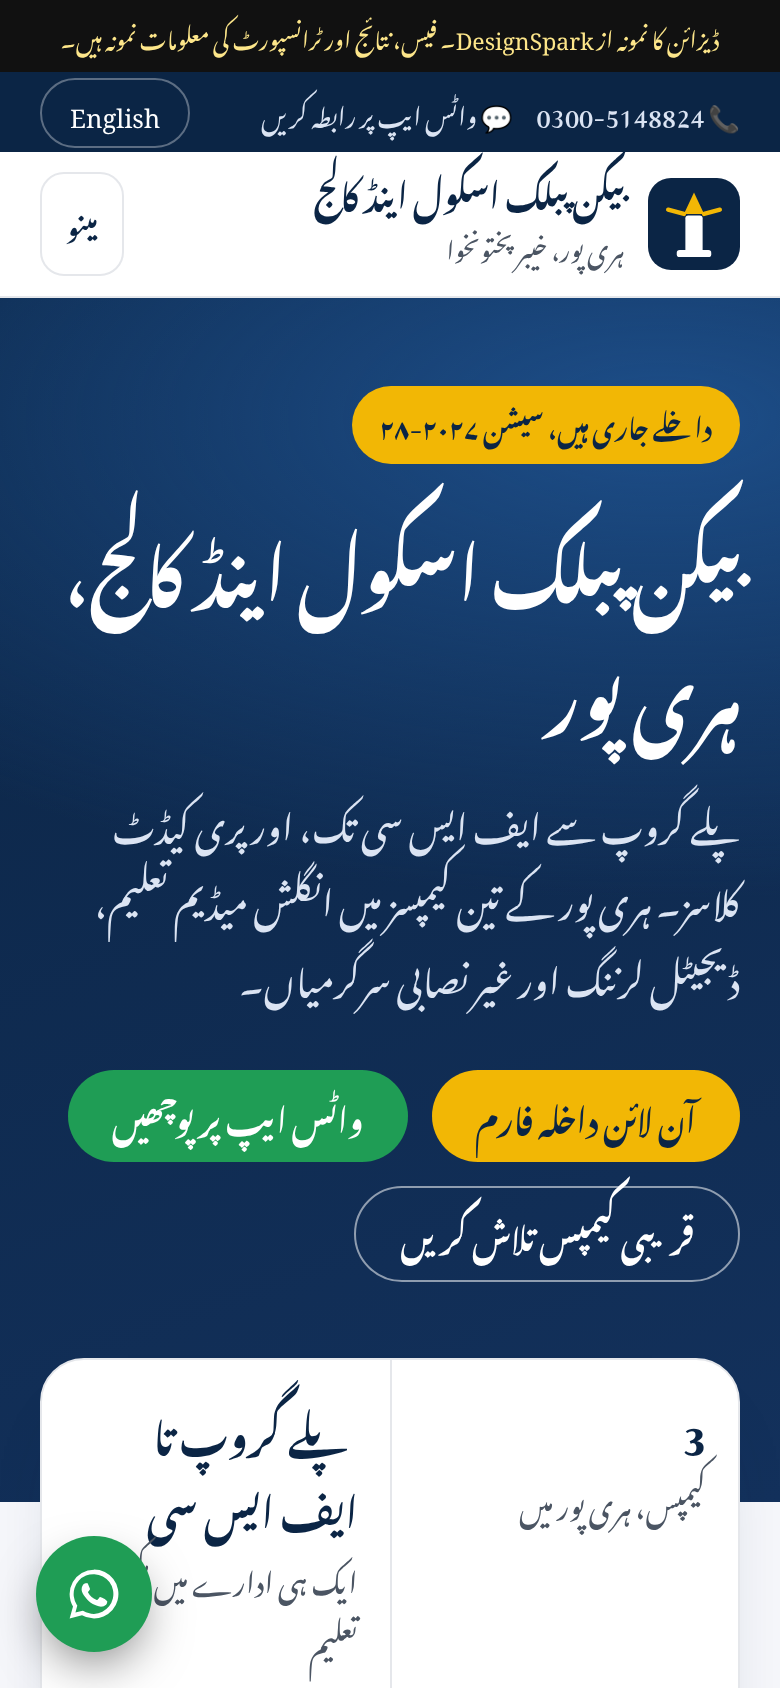 ڈیزائن کا نمونہ از DesignSpark۔ فیس، نتائج اور ٹرانسپورٹ کی معلومات نمونہ ہیں۔
📞 0300-5148824 💬 واٹس ایپ پر رابطہ کریں English
بیکن پبلک اسکول اینڈ کالج
ہری پور، خیبر پختونخوا
مینو
داخلے جاری ہیں، سیشن ۲۰۲۷-۲۸
بیکن پبلک اسکول اینڈ کالج،
ہری پور
پلے گروپ سے ایف ایس سی تک، اور پری کیڈٹ
کلاسز۔ ہری پور کے تین کیمپسز میں انگلش میڈیم تعلیم،
ڈیجیٹل لرننگ اور غیر نصابی سرگرمیاں۔
آن لائن داخلہ فارم
واٹس ایپ پر پوچھیں
قریبی کیمپس تلاش کریں
3
کیمپس، ہری پور میں
پلے گروپ تا
ایف ایس سی
ایک ہی ادارے میں
تعلیم